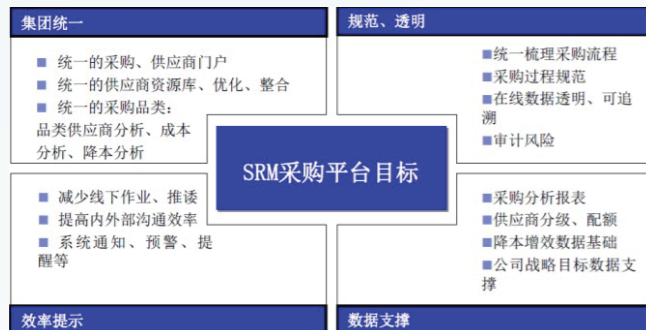 集团统一
■ 统一的采购、供应商门户
■ 统一的供应商资源库、优化、整合
■ 统一的采购品类:
品类供应商分析、成本
分析、降本分析
规范、透明
■统一梳理采购流程
■采购过程规范
■在线数据透明、可追
溯
■审计风险
SRM采购平台目标
■ 减少线下作业、推诿
■ 提高内外部沟通效率
■ 系统通知、预警、提
醒等
效率提示
■采购分析报表
■供应商分级、配额
■降本增效数据基础
■公司战略目标数据支
撑
数据支撑